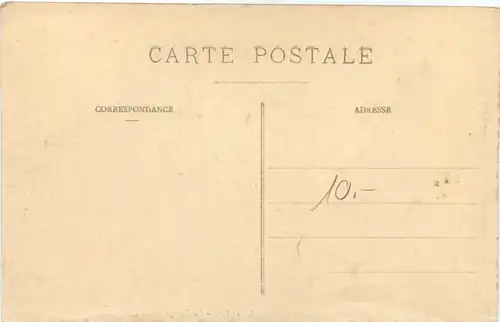 CARTE POSTALE
CORRESPONDANCE
ADRESSE
10.-